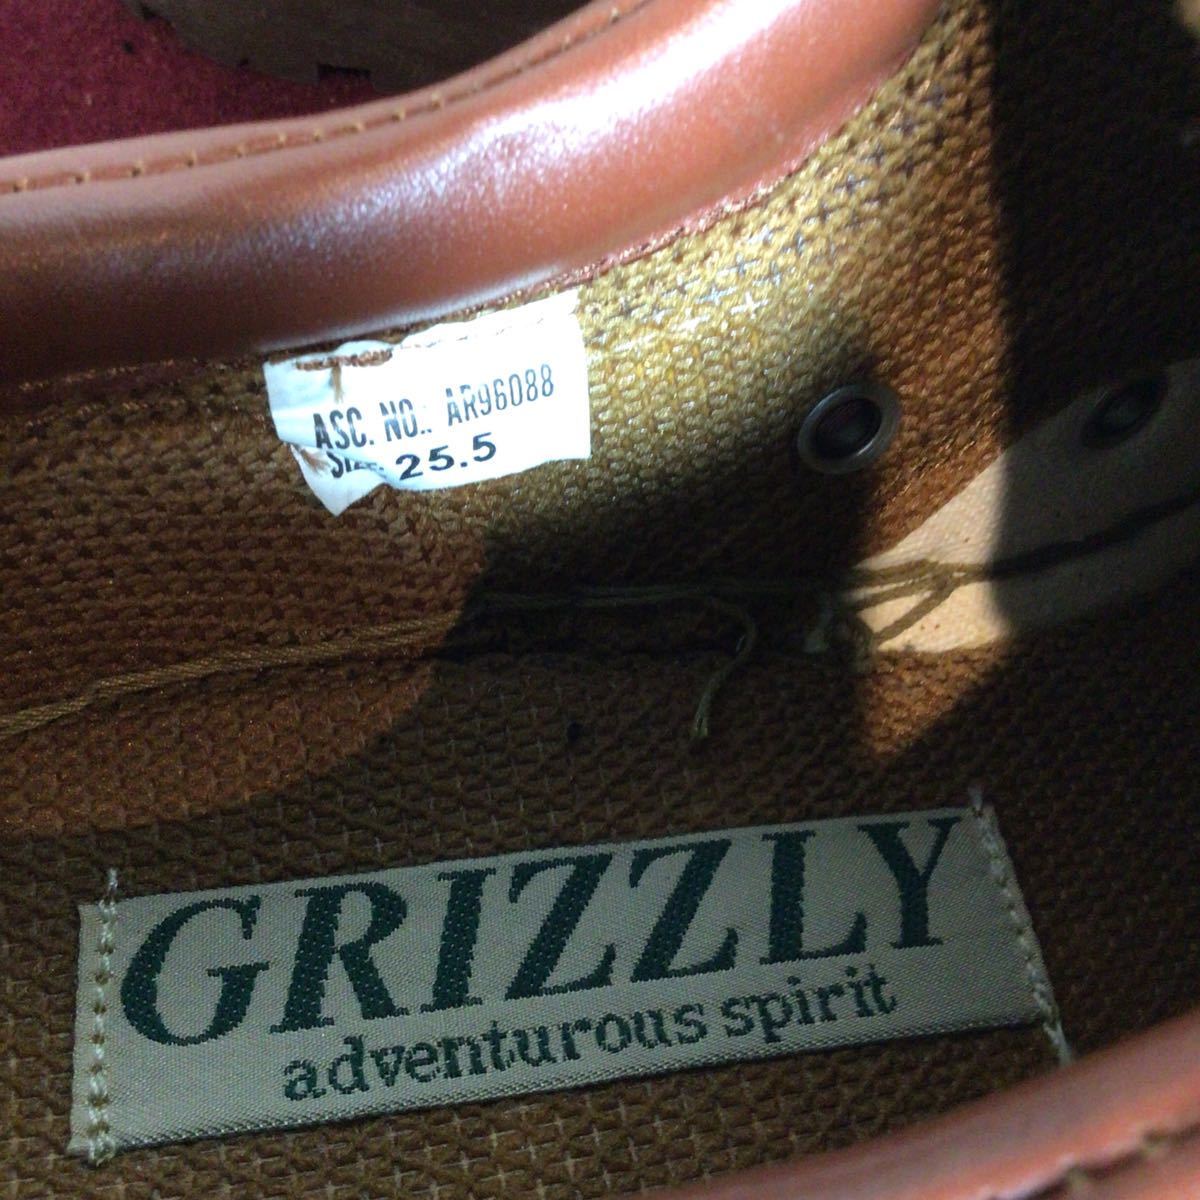 ASC. NO.: AR96088
SIZE: 25.5
GRIZZLY
adventurous spirit